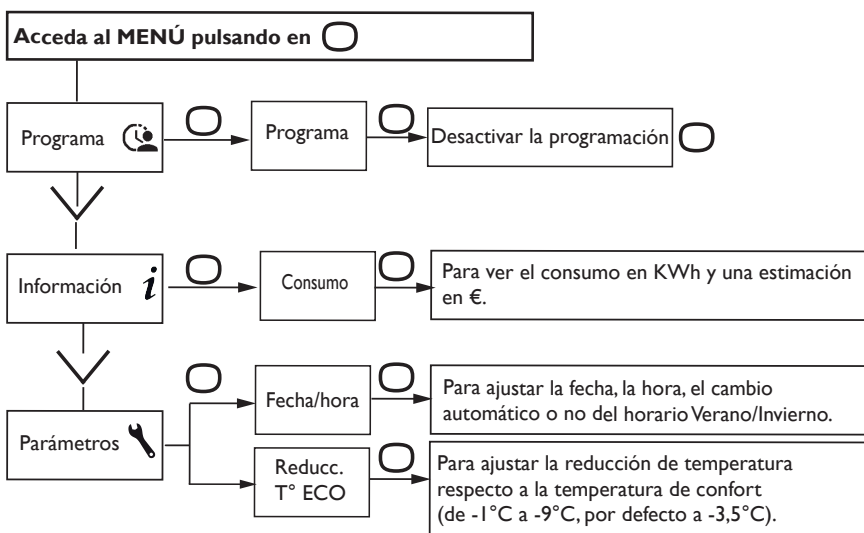 Acceda al MENÚ pulsando en
Programa
Programa
Desactivar la programación
Información i
Consumo
Para ver el consumo en KWh y una estimación
en €.
Parámetros
Fecha/hora
Para ajustar la fecha, la hora, el cambio
automático o no del horario Verano/Invierno.
Reducc.
T° ECO
Para ajustar la reducción de temperatura
respecto a la temperatura de confort
(de -1°C a -9°C, por defecto a -3,5°C).